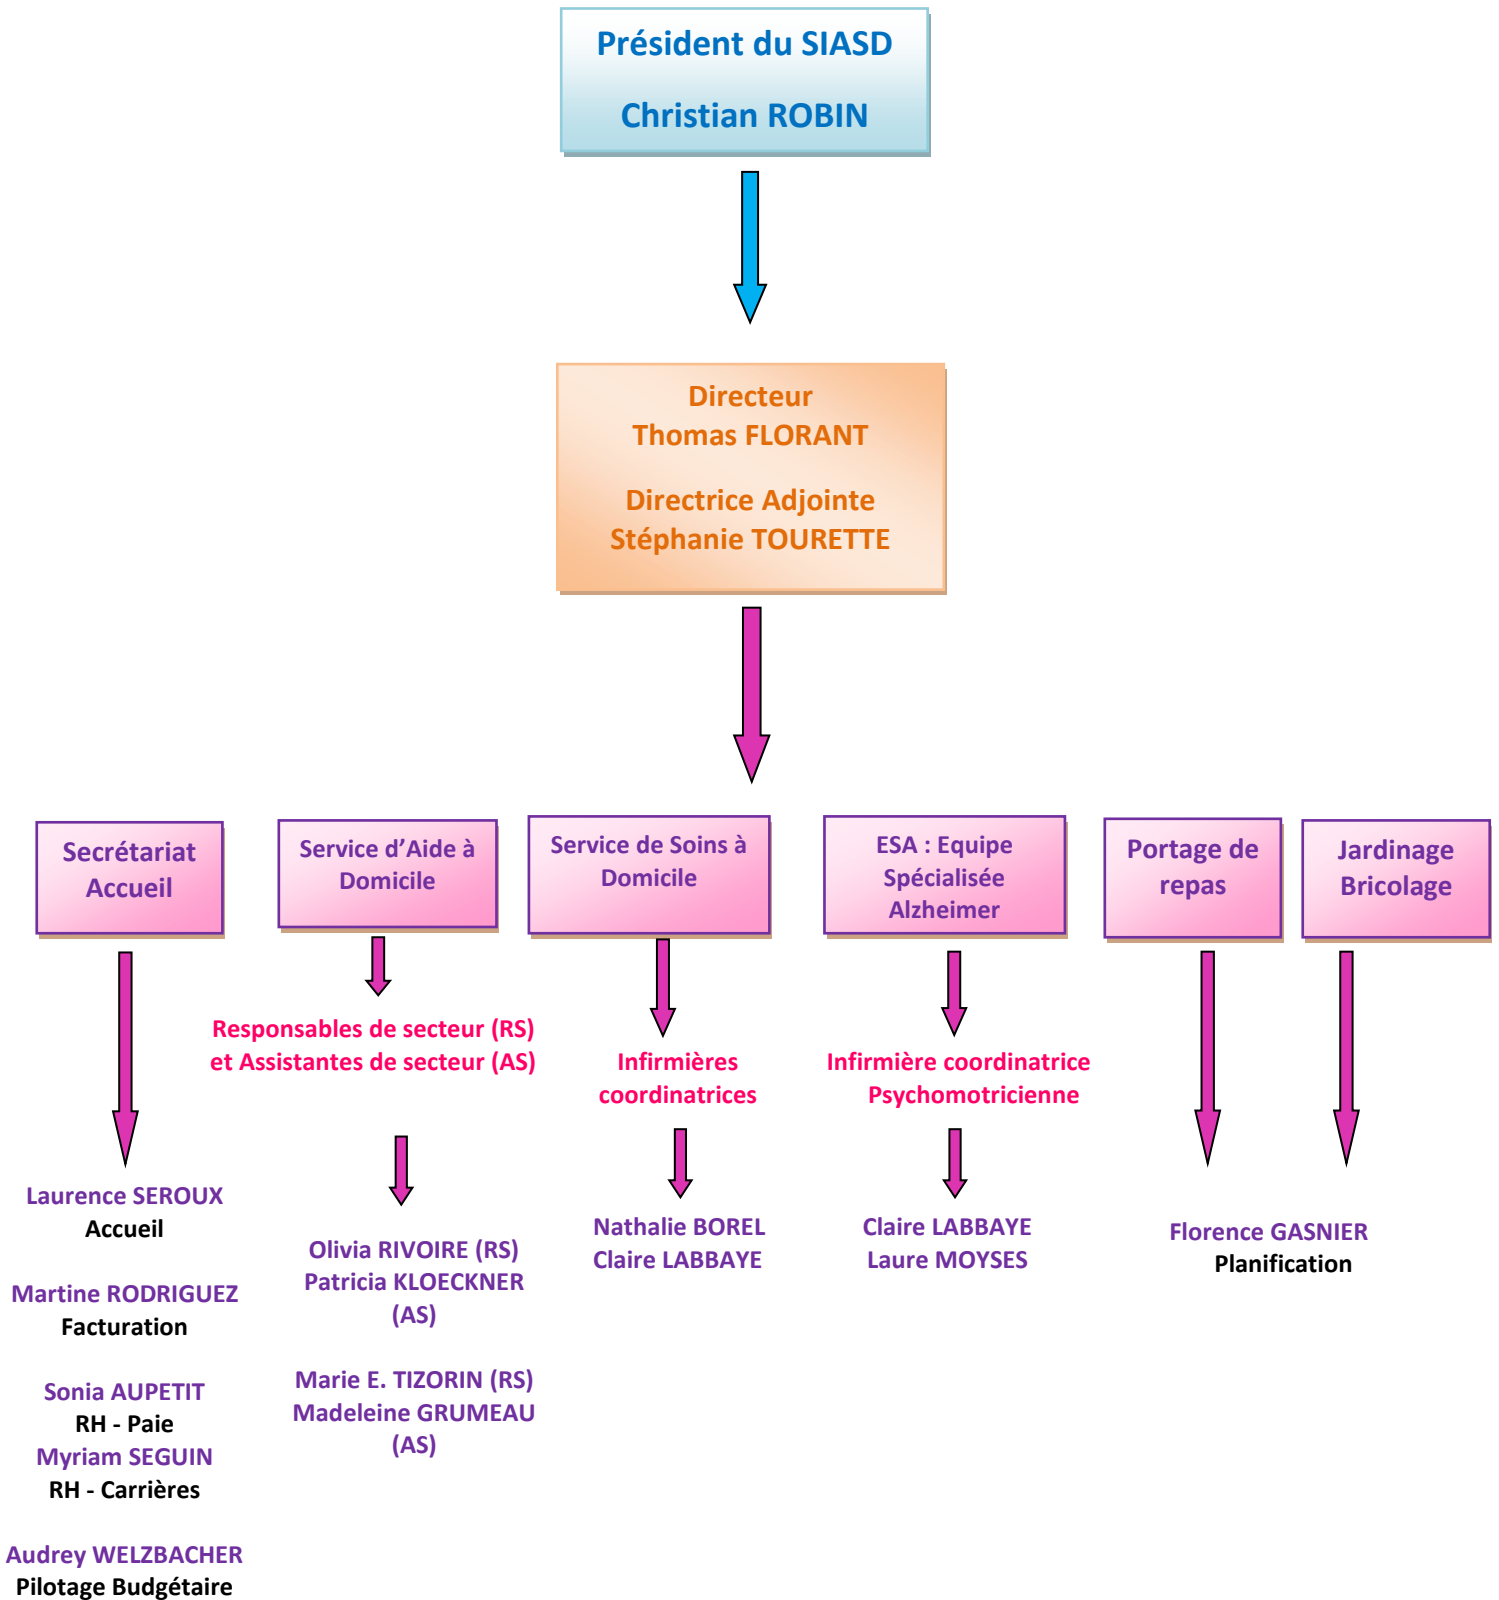 Président du SIASD
Christian ROBIN
Directeur
Thomas FLORANT
Directrice Adjointe
Stéphanie TOURETTE
Secrétariat
Accueil
Service d’Aide à
Domicile
Service de Soins à
Domicile
ESA : Equipe
Spécialisée
Alzheimer
Portage de
repas
Jardinage
Bricolage
Responsables de secteur (RS)
et Assistantes de secteur (AS)
Infirmières
coordinatrices
Infirmière coordinatrice
Psychomotricienne
Laurence SEROUX
Accueil
Martine RODRIGUEZ
Facturation
Sonia AUPETIT
RH - Paie
Myriam SEGUIN
RH - Carrières
Audrey WELZBACHER
Pilotage Budgétaire
Olivia RIVOIRE (RS)
Patricia KLOECKNER
(AS)
Marie E. TIZORIN (RS)
Madeleine GRUMEAU
(AS)
Nathalie BOREL
Claire LABBAYE
Claire LABBAYE
Laure MOYSES
Florence GASNIER
Planification